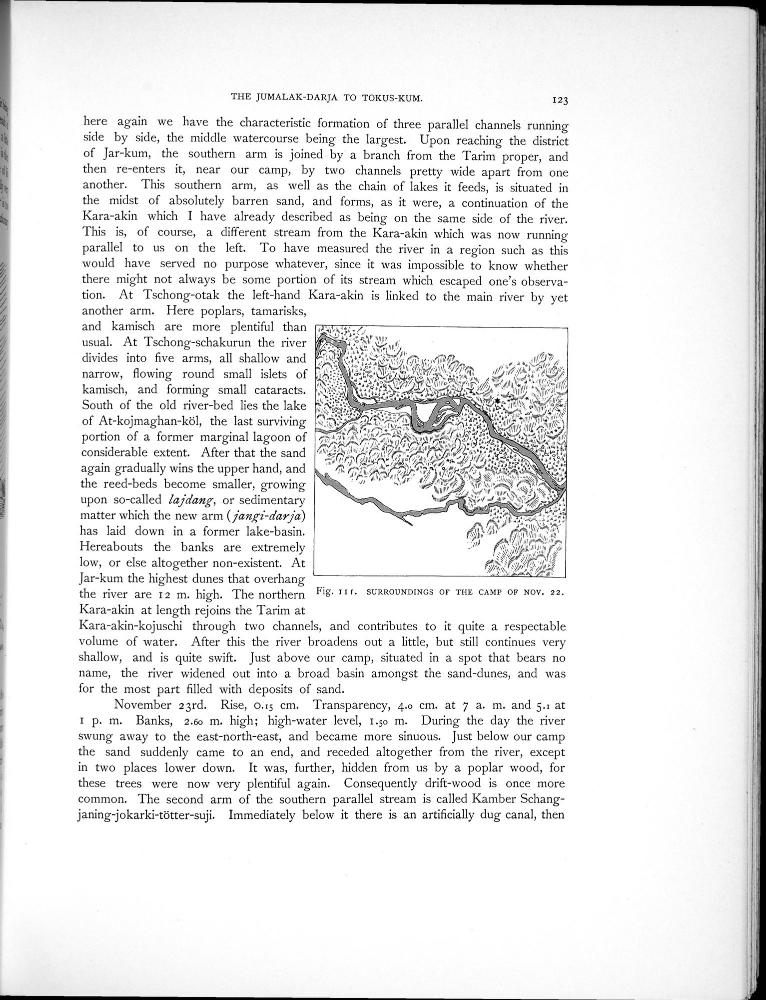 THE JUMALAK-DARJA TO TOKUS-KUM. 123
here again we have the characteristic formation of three parallel channels running
side by side, the middle watercourse being the largest. Upon reaching the district
of Jar-kum, the southern arm is joined by a branch from the Tarim proper, and
then re-enters it, near our camp, by two channels pretty wide apart from one
another. This southern arm, as well as the chain of lakes it feeds, is situated in
the midst of absolutely barren sand, and forms, as it were, a continuation of the
Kara-akin which I have already described as being on the same side of the river.
This is, of course, a different stream from the Kara-akin which was now running
parallel to us on the left. To have measured the river in a region such as this
would have served no purpose whatever, since it was impossible to know whether
there might not always be some portion of its stream which escaped one's observa-
tion. At Tschong-otak the left-hand Kara-akin is linked to the main river by yet
another arm. Here poplars, tamarisks,
and kamisch are more plentiful than
usual. At Tschong-schakurun the river
divides into five arms, all shallow and
narrow, flowing round small islets of
kamisch, and forming small cataracts.
South of the old river-bed lies the lake
of At-kojmaghan-köl, the last surviving
portion of a former marginal lagoon of
considerable extent. After that the sand
again gradually wins the upper hand, and
the reed-beds become smaller, growing
upon so-called lajdang, or sedimentary
matter which the new arm (jangi-darja)
has laid down in a former lake-basin.
Hereabouts the banks are extremely
low, or else altogether non-existent. At
Jar-kum the highest dunes that overhang
the river are 12 m. high. The northern
Kara-akin at length rejoins the Tarim at
Fig. 111. SURROUNDINGS OF THE CAMP OF NOV. 22.
Kara-akin-kojuschi through two channels, and contributes to it quite a respectable
volume of water. After this the river broadens out a little, but still continues very
shallow, and is quite swift. Just above our camp, situated in a spot that bears no
name, the river widened out into a broad basin amongst the sand-dunes, and was
for the most part filled with deposits of sand.
November 23rd. Rise, 0.15 cm. Transparency, 4.0 cm. at 7 a. m. and 5.1 at
1 p. m. Banks, 2.60 m. high; high-water level, 1.50 m. During the day the river
swung away to the east-north-east, and became more sinuous. Just below our camp
the sand suddenly came to an end, and receded altogether from the river, except
in two places lower down. It was, further, hidden from us by a poplar wood, for
these trees were now very plentiful again. Consequently drift-wood is once more
common. The second arm of the southern parallel stream is called Kamber Schang-
janing-jokarki-tötter-suji. Immediately below it there is an artificially dug canal, then